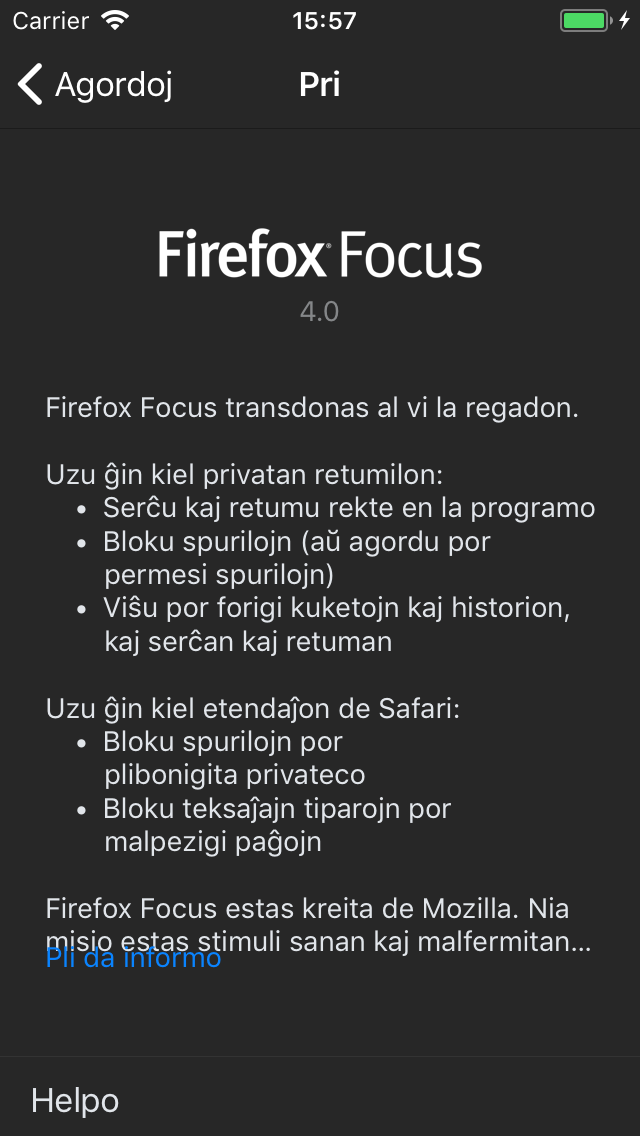 Carrier 15:57
Agordoj Pri
Firefox Focus
4.0
Firefox Focus transdonas al vi la regadon.
Uzu ĝin kiel privatan retumilon:
• Serĉu kaj retumu rekte en la programo
• Bloku spurilojn (aŭ agordu por
permesi spurilojn)
• Viŝu por forigi kuketojn kaj historion,
kaj serĉan kaj retuman
Uzu ĝin kiel etendaĵon de Safari:
• Bloku spurilojn por
plibonigita privateco
• Bloku teksaĵajn tiparojn por
malpezigi paĝojn
Firefox Focus estas kreita de Mozilla. Nia
misio estas stimuli sanan kaj malfermitan...
Pli da informo
Helpo